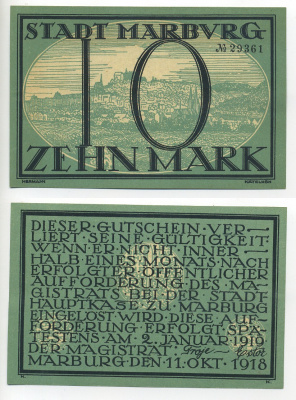 STADT MARBVRG
№ 29361
10
ZEHN MARK
HERMANN
DIESER GUTSCHEIN VER-
LIERT SEINE GÜLTIGKEIT
WENN ER NICHT INNER-
HALB EINES MONATS NACH
ERFOLGTER ÖFFENTLICHER
AUFFORDERUNG DES MA-
GISTRATS BEI DER STADT-
HAUPTKASSE ZU MARBURG
EINGELÖST WIRD DIESE AUF-
FORDERUNG ERFOLGT SPÄ-
TESTENS AM 2. JANUAR 1919
DER MAGISTRAT:
MARBURG DEN 11. OKT. 1918